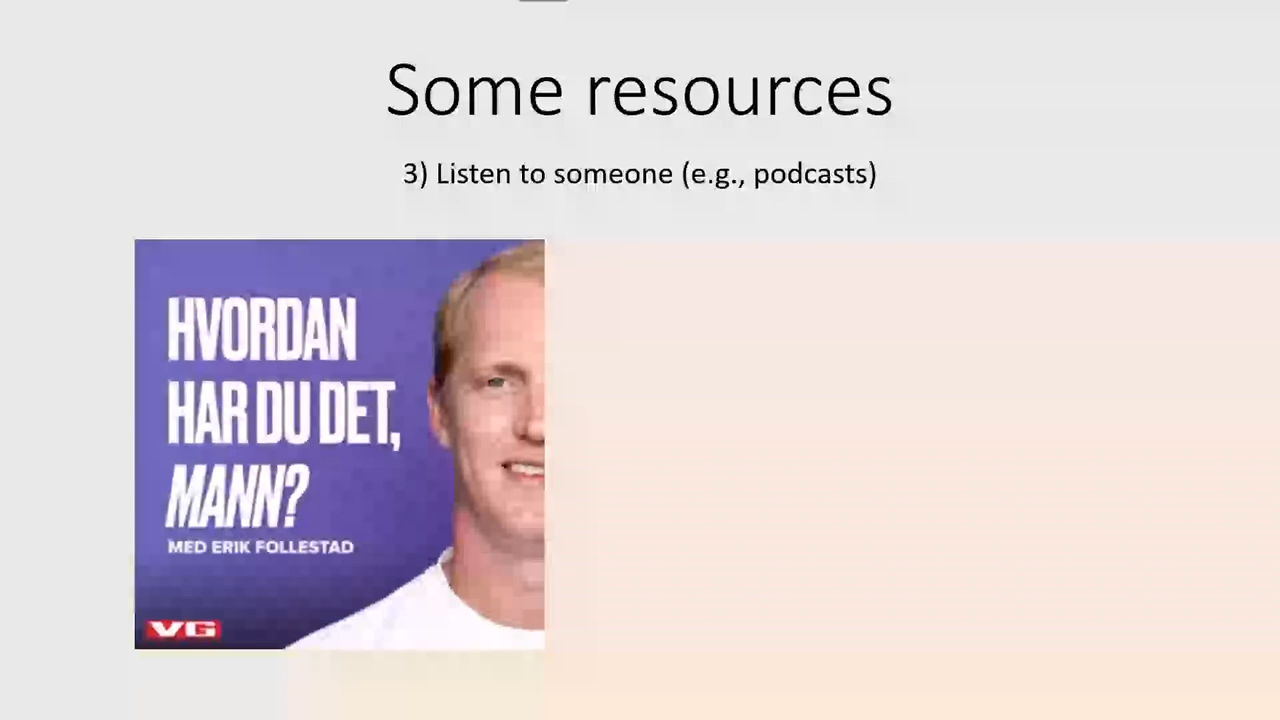 Some resources
3) Listen to someone (e.g., podcasts)
HVORDAN
HAR DU DET,
MANN?
MED ERIK FOLLESTAD
VG